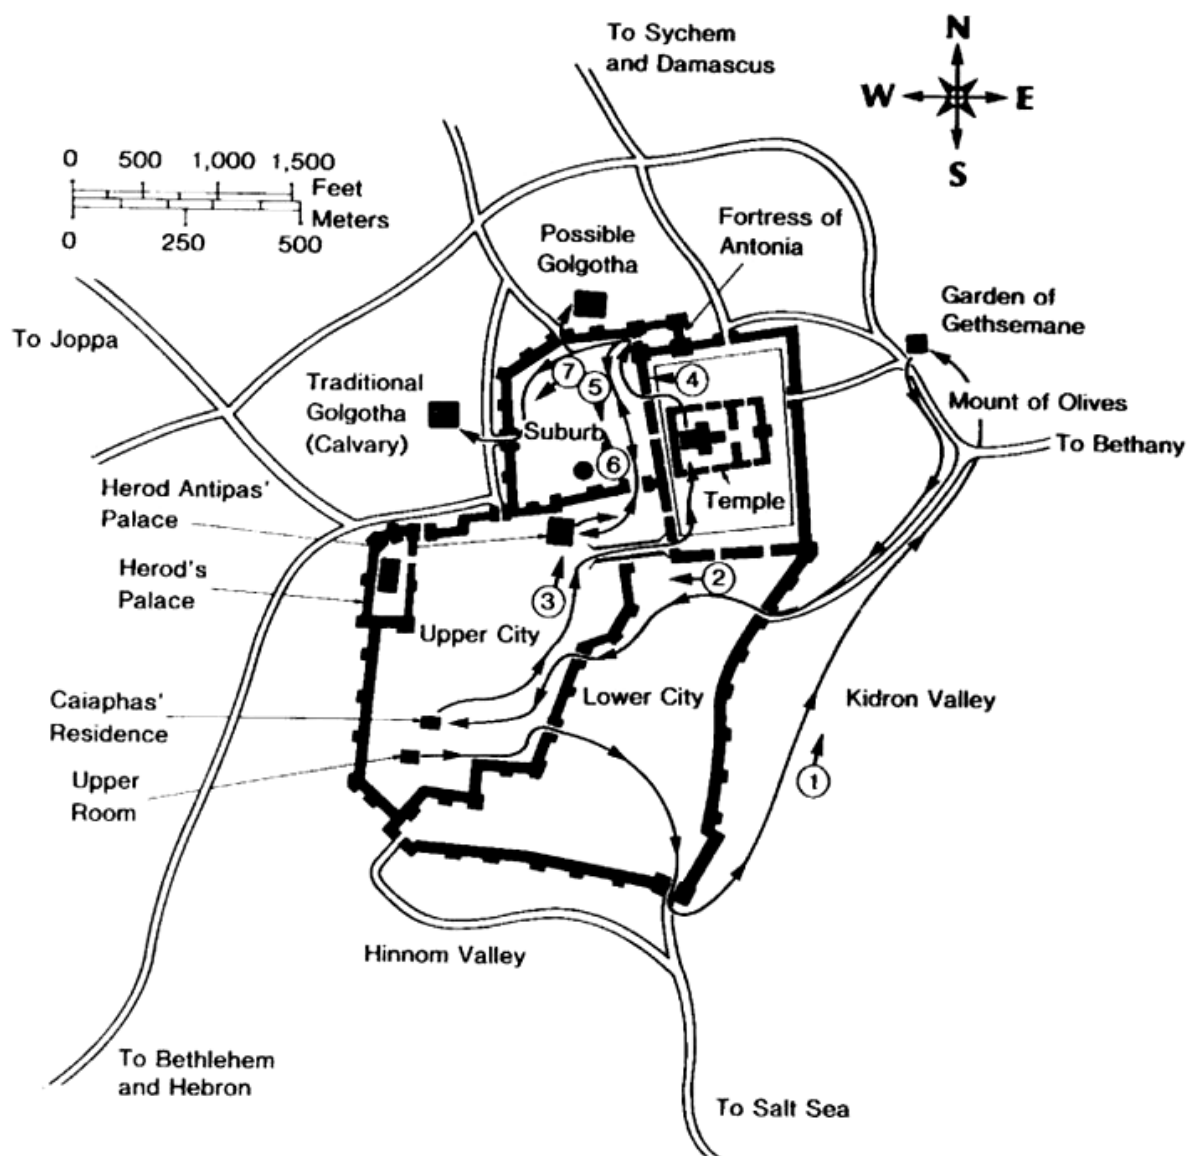 To Sychem
and Damascus
N
W
E
S
0 500 1,000 1,500
Feet
Meters
0 250 500
Possible
Golgotha
Fortress of
Antonia
Garden of
Gethsemane
To Joppa
Traditional
Golgotha
(Calvary)
7
5
4
Mount of Olives
To Bethany
Suburb
6
Herod Antipas'
Palace
Temple
Herod's
Palace
3
2
Upper City
Caiaphas'
Residence
Lower City
Kidron Valley
Upper
Room
1
Hinnom Valley
To Bethlehem
and Hebron
To Salt Sea